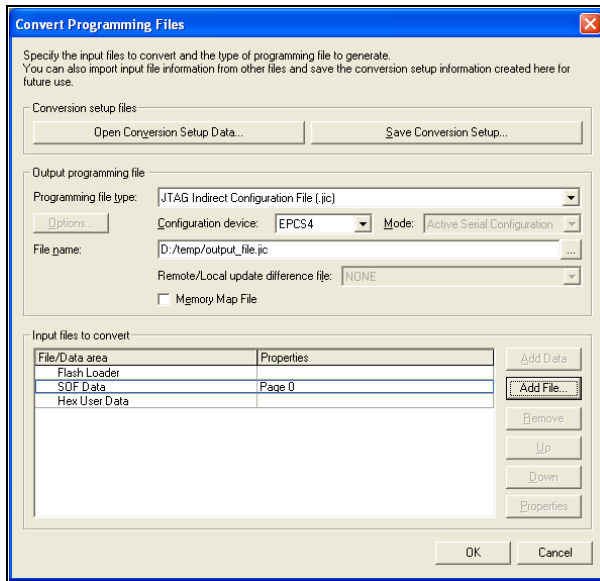 Convert Programming Files
Specify the input files to convert and the type of programming file to generate.
You can also import input file information from other files and save the conversion setup information created here for
future use.
Conversion setup files
Open Conversion Setup Data...
Save Conversion Setup...
Output programming file
Programming file type:
JTAG Indirect Configuration File (.jic)
Options...
Configuration device:
EPCS4
Mode:
Active Serial Configuration
File name:
D:/temp/output_file.jic
...
Remote/Local update difference file:
NONE
Memory Map File
Input files to convert
File/Data area
Properties
Add Data
Flash Loader
SOF Data
Page 0
Add File...
Hex User Data
Remove
Up
Down
Properties
OK
Cancel